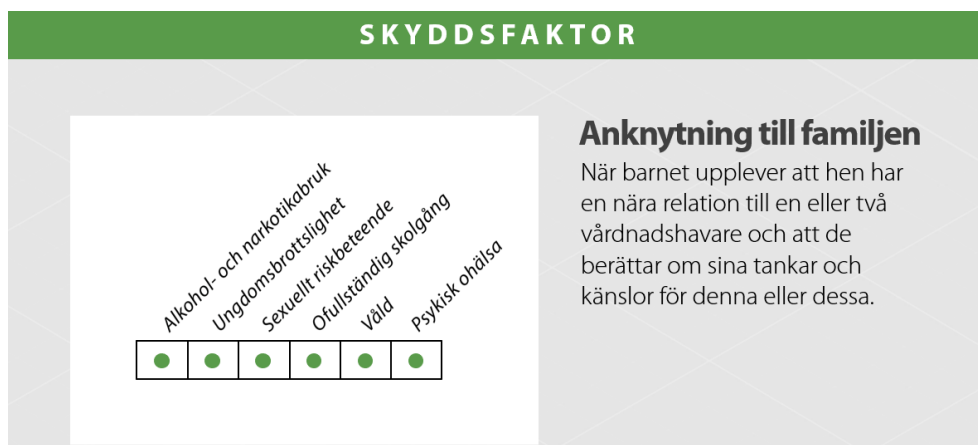 SKYDDSFAKTOR
Alkohol- och narkotikabruk
Ungdomsbrottslighet
Sexuellt riskbeteende
Ofullständig skolgång
Våld
Psykisk ohälsa
Anknytning till familjen
När barnet upplever att hen har
en nära relation till en eller två
vårdnadshavare och att de
berättar om sina tankar och
känslor för denna eller dessa.